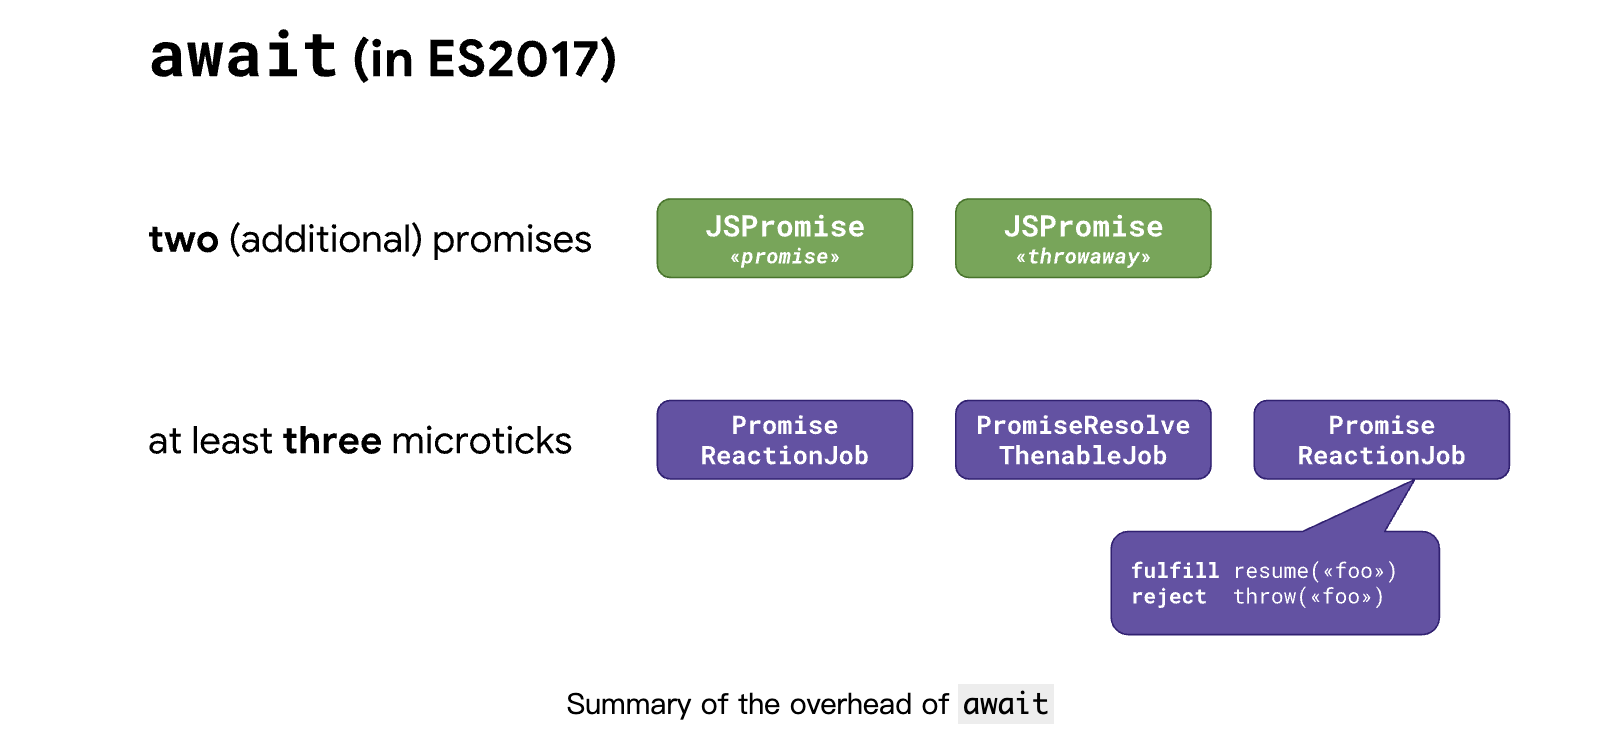 await (in ES2017)
two (additional) promises
JSPromise
«promise»
JSPromise
«throwaway»
at least three microticks
Promise
ReactionJob
PromiseResolve
ThenableJob
Promise
ReactionJob
fulfill resume(«foo»)
reject throw(«foo»)
Summary of the overhead of await